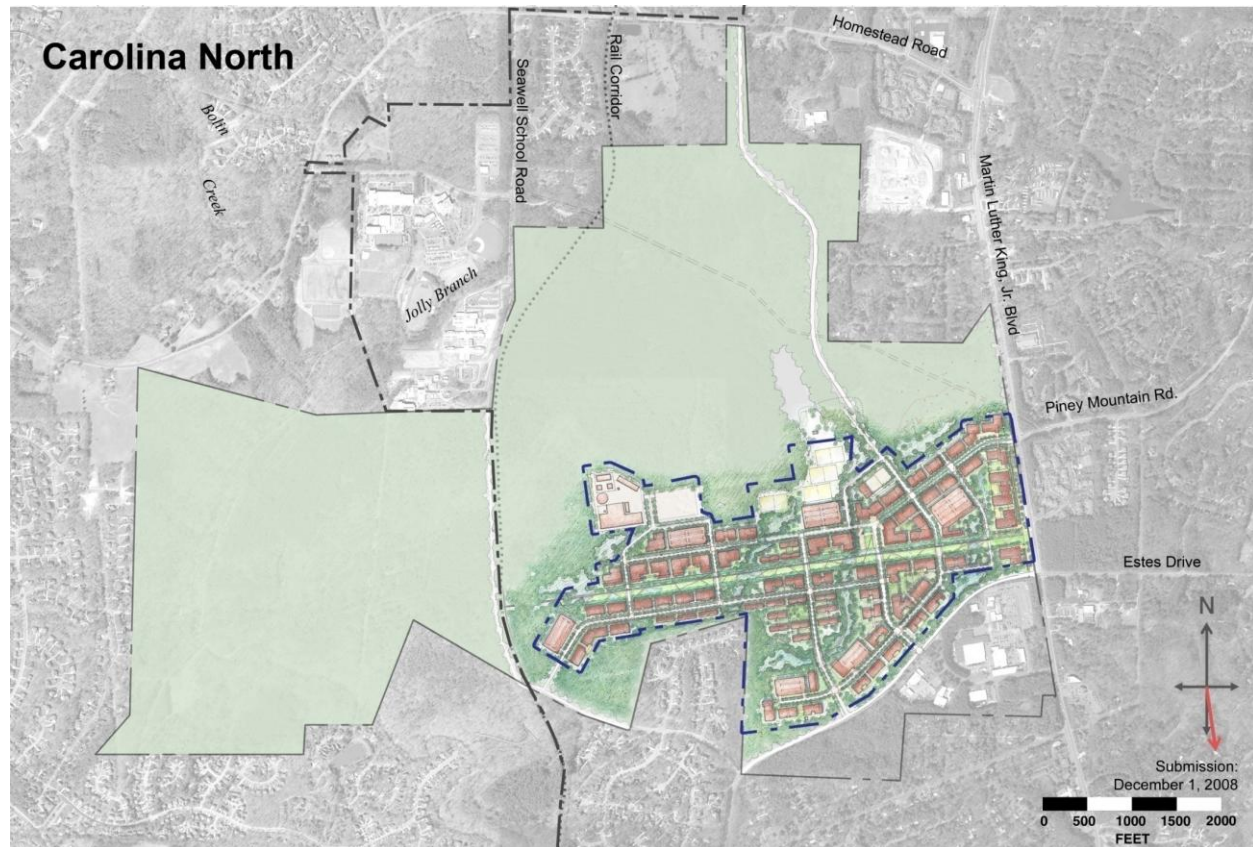 Carolina North
Homestead Road
Rail Corridor
Seawell School Road
Bolin
Creek
Martin Luther King, Jr. Blvd
Jolly Branch
Piney Mountain Rd.
Estes Drive
N
Submission:
December 1, 2008
0 500 1000 1500 2000
FEET